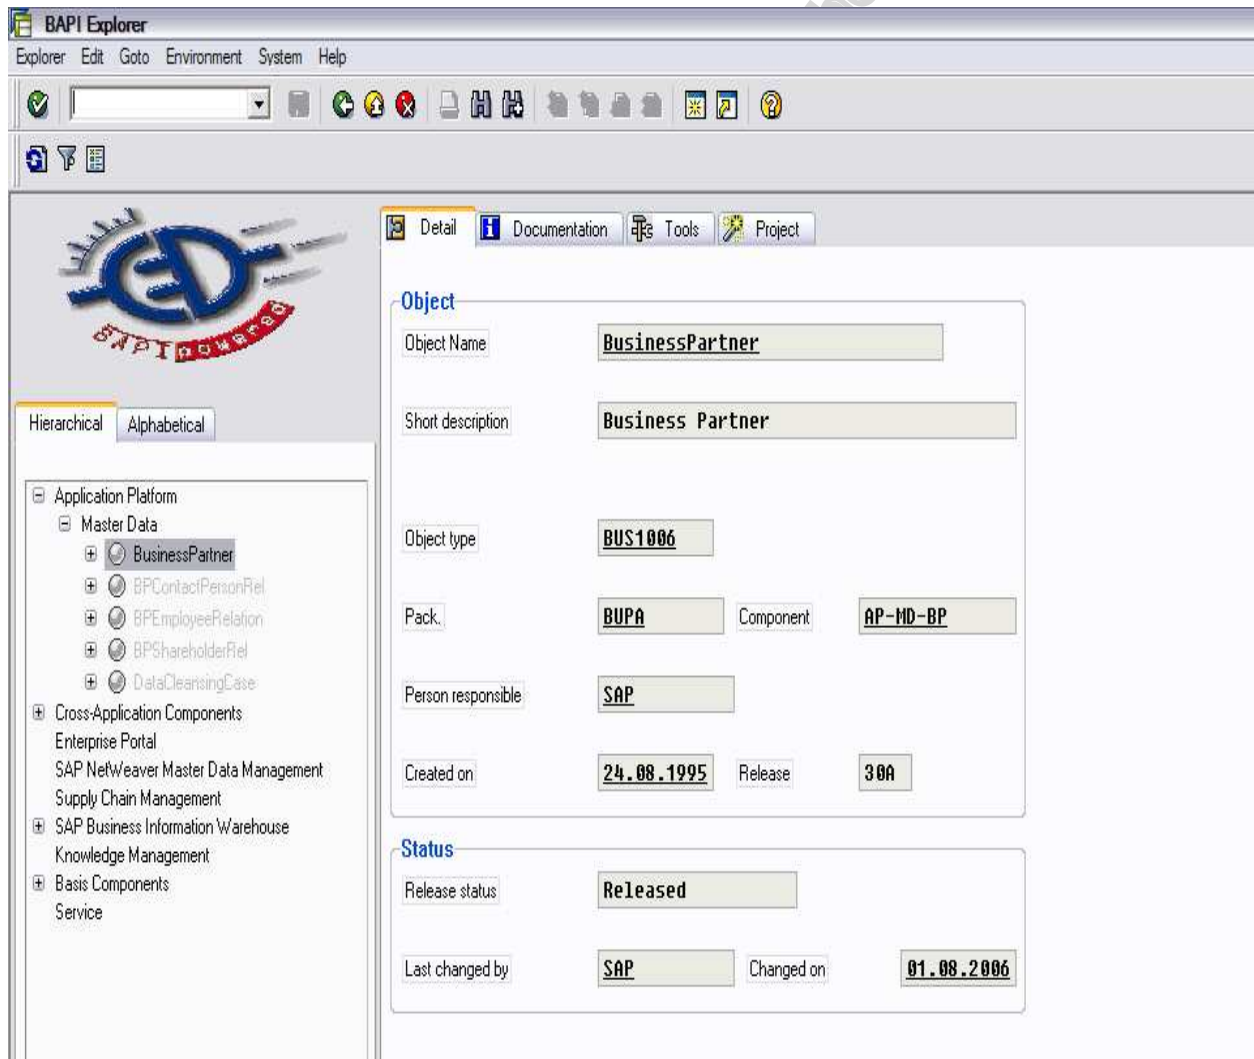 BAPI Explorer
Explorer Edit Goto Environment System Help
BAPI powered
Detail Documentation Tools Project
Object
Object Name BusinessPartner
Short description Business Partner
Object type BUS1006
Pack. BUPA Component AP-MD-BP
Person responsible SAP
Created on 24.08.1995 Release 30A
Status
Release status Released
Last changed by SAP Changed on 01.08.2006
Hierarchical Alphabetical
Application Platform
Master Data
BusinessPartner
BPContactPersonRel
BPEmployeeRelation
BPShareholderRel
DataCleansingCase
Cross-Application Components
Enterprise Portal
SAP NetWeaver Master Data Management
Supply Chain Management
SAP Business Information Warehouse
Knowledge Management
Basis Components
Service